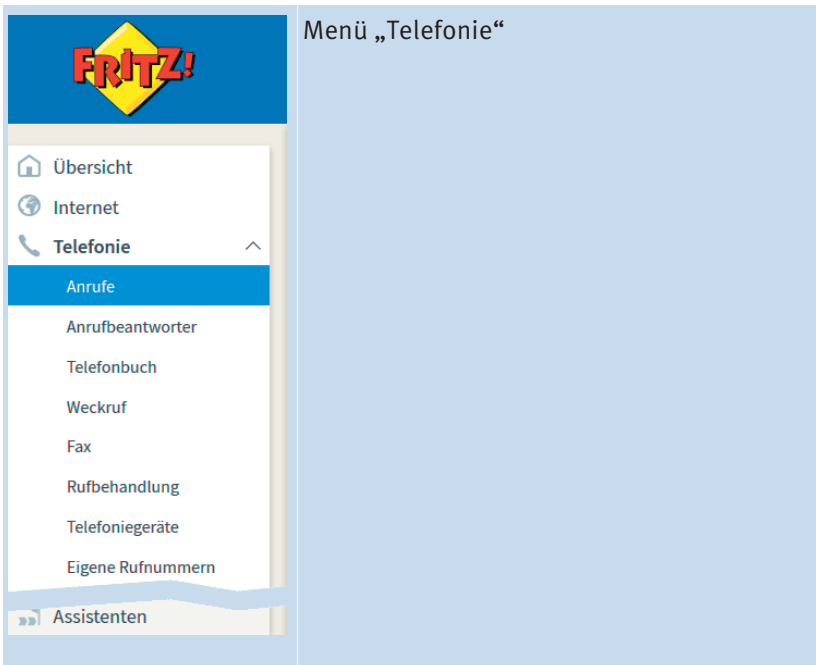 FRITZ!
Menü „Telefonie“
Übersicht
Internet
Telefonie
Anrufe
Anrufbeantworter
Telefonbuch
Weckruf
Fax
Rufbehandlung
Telefoniegeräte
Eigene Rufnummern
Assistenten